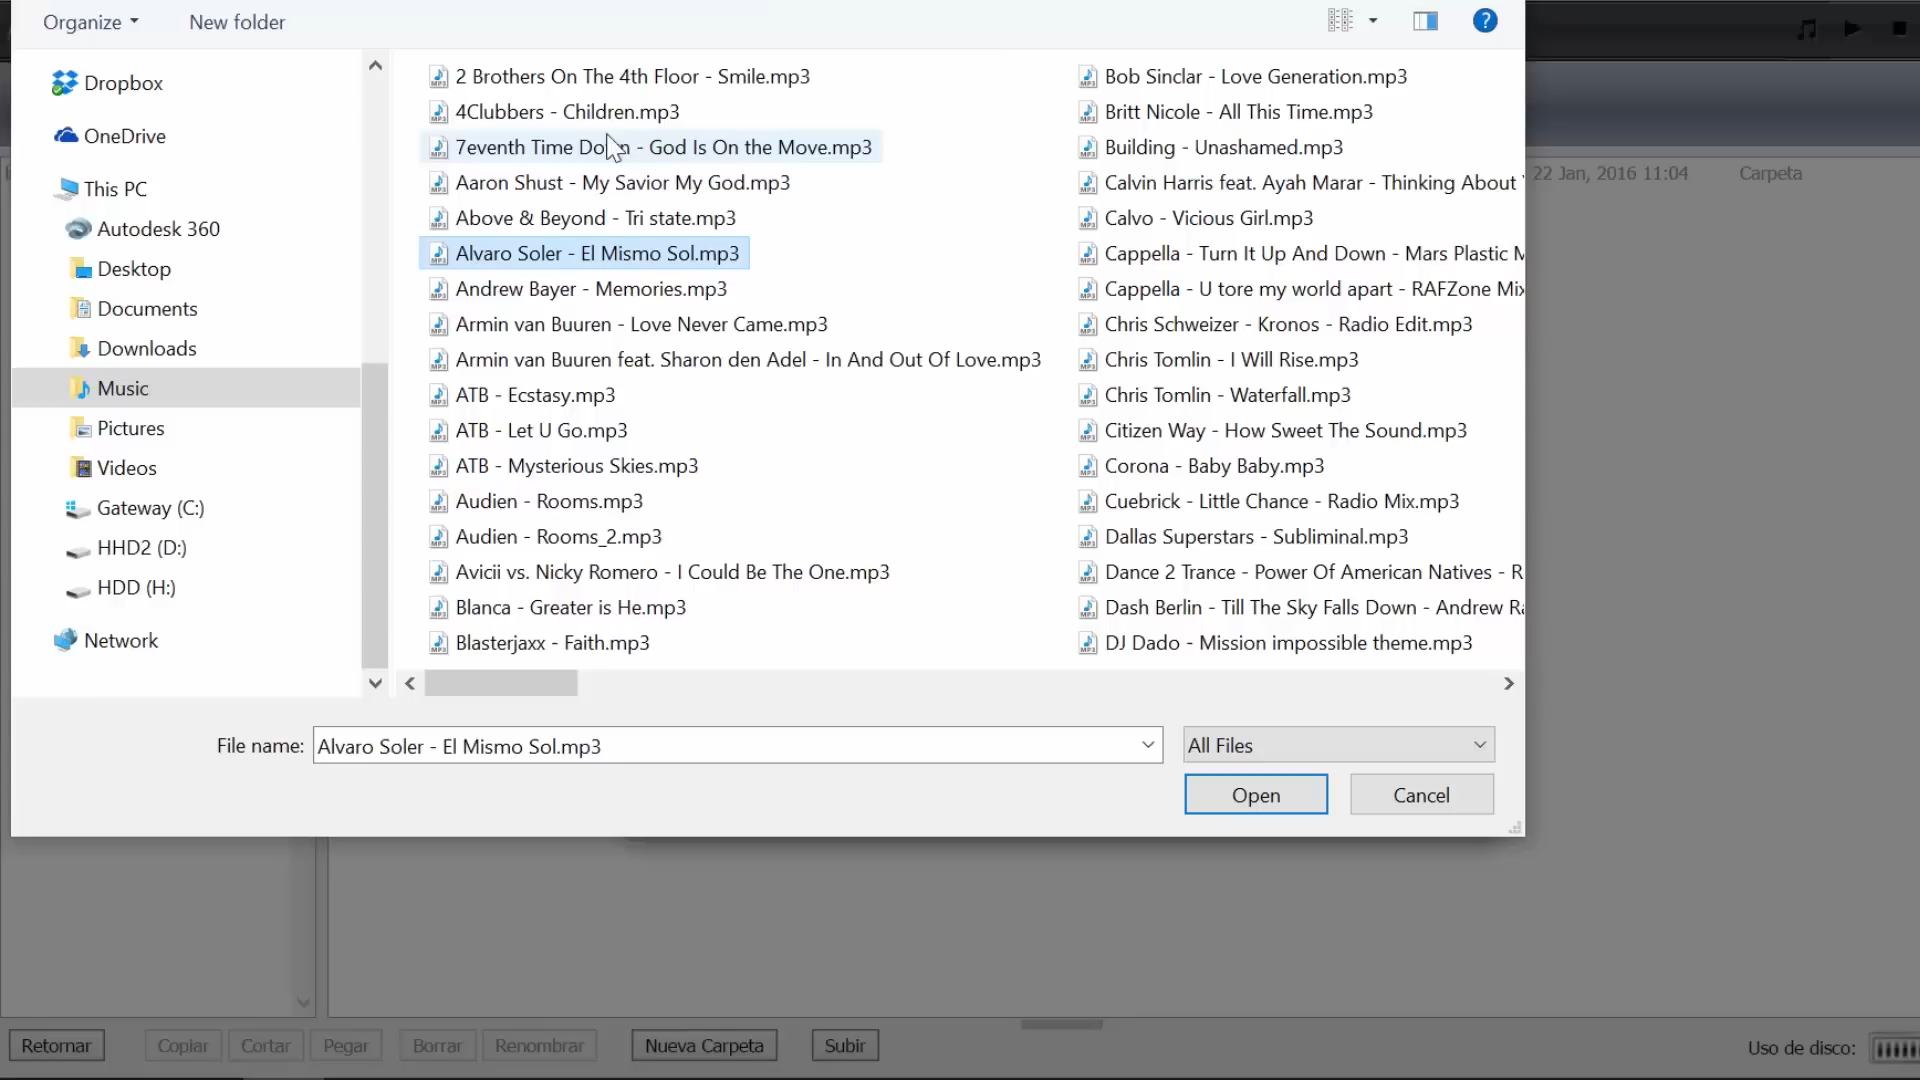 Organize
New folder
Dropbox
OneDrive
This PC
Autodesk 360
Desktop
Documents
Downloads
Music
Pictures
Videos
Gateway (C:)
HHD2 (D:)
HDD (H:)
Network
2 Brothers On The 4th Floor - Smile.mp3
4Clubbers - Children.mp3
7eventh Time Down - God Is On the Move.mp3
Aaron Shust - My Savior My God.mp3
Above & Beyond - Tri state.mp3
Alvaro Soler - El Mismo Sol.mp3
Andrew Bayer - Memories.mp3
Armin van Buuren - Love Never Came.mp3
Armin van Buuren feat. Sharon den Adel - In And Out Of Love.mp3
ATB - Ecstasy.mp3
ATB - Let U Go.mp3
ATB - Mysterious Skies.mp3
Audien - Rooms.mp3
Audien - Rooms_2.mp3
Avicii vs. Nicky Romero - I Could Be The One.mp3
Blanca - Greater is He.mp3
Blasterjaxx - Faith.mp3
Bob Sinclar - Love Generation.mp3
Britt Nicole - All This Time.mp3
Building - Unashamed.mp3
Calvin Harris feat. Ayah Marar - Thinking About
Calvo - Vicious Girl.mp3
Cappella - Turn It Up And Down - Mars Plastic M
Cappella - U tore my world apart - RAFZone Mix
Chris Schweizer - Kronos - Radio Edit.mp3
Chris Tomlin - I Will Rise.mp3
Chris Tomlin - Waterfall.mp3
Citizen Way - How Sweet The Sound.mp3
Corona - Baby Baby.mp3
Cuebrick - Little Chance - Radio Mix.mp3
Dallas Superstars - Subliminal.mp3
Dance 2 Trance - Power Of American Natives - R
Dash Berlin - Till The Sky Falls Down - Andrew Ra
DJ Dado - Mission impossible theme.mp3
22 Jan, 2016 11:04
Carpeta
File name:
Alvaro Soler - El Mismo Sol.mp3
All Files
Open
Cancel
Retornar
Copiar
Cortar
Pegar
Borrar
Renombrar
Nueva Carpeta
Subir
Uso de disco: